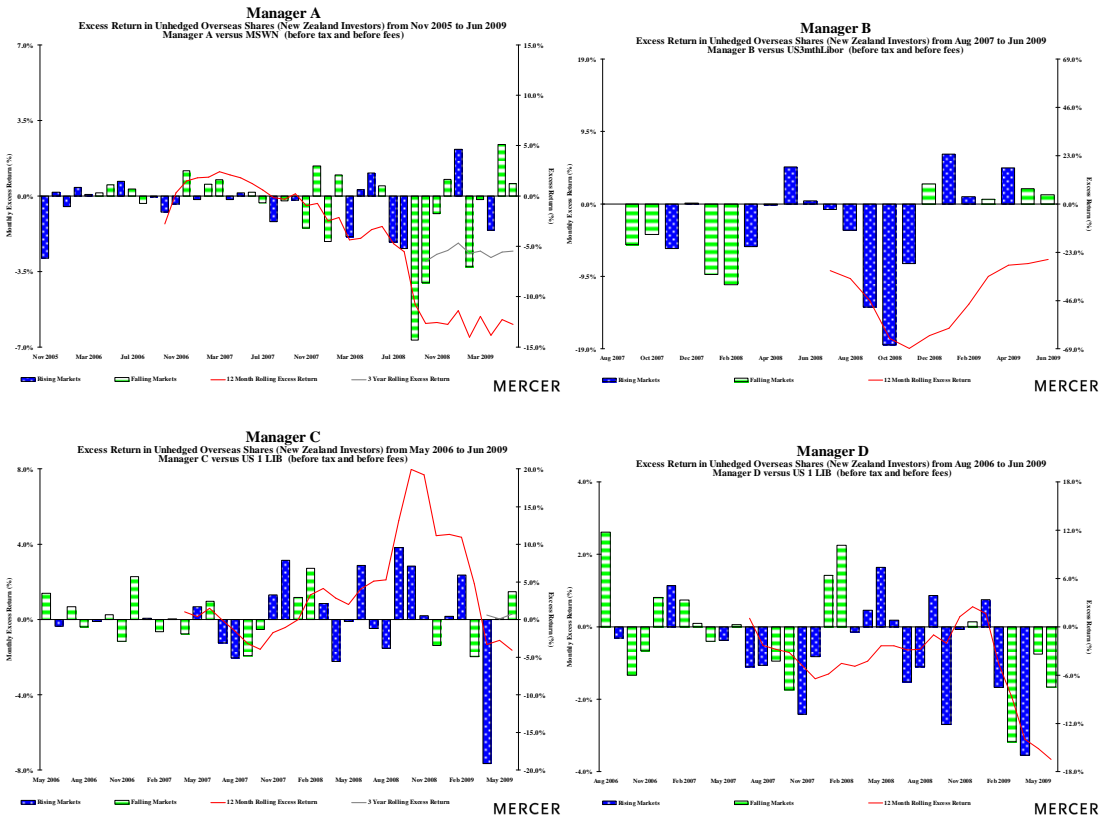 Manager A
Excess Return in Unhedged Overseas Shares (New Zealand Investors) from Nov 2005 to Jun 2009
Manager A versus MSWN (before tax and before fees)
7.0%
3.5%
0.0%
-3.5%
-7.0%
Monthly Excess Return (%)
15.0%
10.0%
5.0%
0.0%
-5.0%
-10.0%
-15.0%
Excess Return (%)
Nov 2005 Mar 2006 Jul 2006 Nov 2006 Mar 2007 Jul 2007 Nov 2007 Mar 2008 Jul 2008 Nov 2008 Mar 2009
Rising Markets Falling Markets 12 Month Rolling Excess Return 3 Year Rolling Excess Return
MERCER
Manager B
Excess Return in Unhedged Overseas Shares (New Zealand Investors) from Aug 2007 to Jun 2009
Manager B versus US3mthLibor (before tax and before fees)
19.0%
9.5%
0.0%
-9.5%
-19.0%
Monthly Excess Return (%)
69.0%
46.0%
23.0%
0.0%
-23.0%
-46.0%
-69.0%
Excess Return (%)
Aug 2007 Oct 2007 Dec 2007 Feb 2008 Apr 2008 Jun 2008 Aug 2008 Oct 2008 Dec 2008 Feb 2009 Apr 2009 Jun 2009
Rising Markets Falling Markets 12 Month Rolling Excess Return
MERCER
Manager C
Excess Return in Unhedged Overseas Shares (New Zealand Investors) from May 2006 to Jun 2009
Manager C versus US 1 LIB (before tax and before fees)
8.0%
4.0%
0.0%
-4.0%
-8.0%
Monthly Excess Return (%)
20.0%
15.0%
10.0%
5.0%
0.0%
-5.0%
-10.0%
-15.0%
-20.0%
Excess Return (%)
May 2006 Aug 2006 Nov 2006 Feb 2007 May 2007 Aug 2007 Nov 2007 Feb 2008 May 2008 Aug 2008 Nov 2008 Feb 2009 May 2009
Rising Markets Falling Markets 12 Month Rolling Excess Return 3 Year Rolling Excess Return
MERCER
Manager D
Excess Return in Unhedged Overseas Shares (New Zealand Investors) from Aug 2006 to Jun 2009
Manager D versus US 1 LIB (before tax and before fees)
4.0%
2.0%
0.0%
-2.0%
-4.0%
Monthly Excess Return (%)
18.0%
12.0%
6.0%
0.0%
-6.0%
-12.0%
-18.0%
Excess Return (%)
Aug 2006 Nov 2006 Feb 2007 May 2007 Aug 2007 Nov 2007 Feb 2008 May 2008 Aug 2008 Nov 2008 Feb 2009 May 2009
Rising Markets Falling Markets 12 Month Rolling Excess Return
MERCER